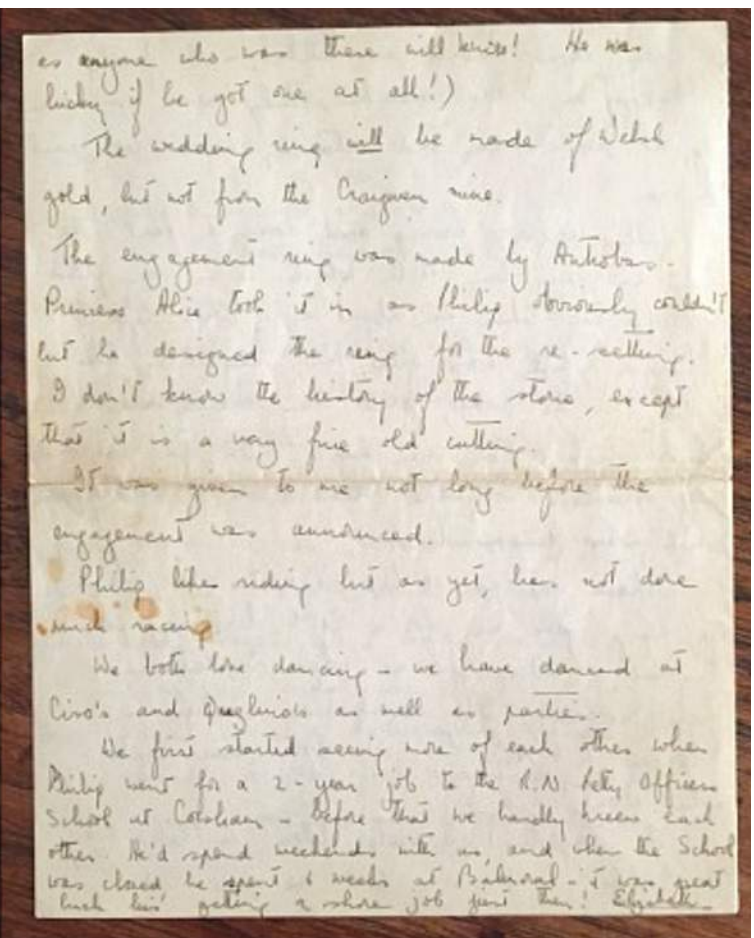 as anyone who was there will know! He was
lucky if he got one at all!)
The wedding ring will be made of Welsh
gold, but not from the Craigwen mine.
The engagement ring was made by Antrobus.
Princess Alice took it in as Philip obviously couldn't
but he designed the ring for the re-setting.
I don't know the history of the stone, except
that it is a very fine old cutting.
It was given to me not long before the
engagement was announced.
Philip likes riding but as yet, has not done
much racing
We both love dancing - we have danced at
Ciro's and Quaglino's as well as parties.
We first started seeing more of each other when
Philip went for a 2-year job to the R.N. Petty Officers
School at Corsham - before that we hardly knew each
other. He'd spend weekends with us, and when the School
was closed he spent 6 weeks at Balmoral - it was great
luck his getting a shore job just then! Elizabeth